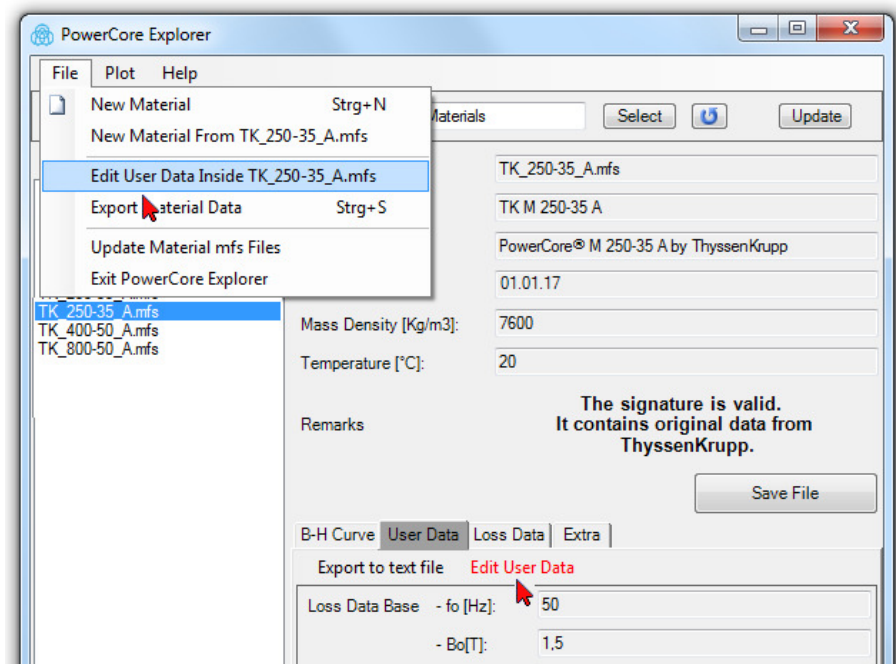 PowerCore Explorer
File Plot Help
New Material Strg+N
New Material From TK_250-35_A.mfs
Edit User Data Inside TK_250-35_A.mfs
Export Material Data Strg+S
Update Material mfs Files
Exit PowerCore Explorer
Materials Select Update
TK_250-35_A.mfs
TK_400-50_A.mfs
TK_800-50_A.mfs
TK_250-35_A.mfs
TK M 250-35 A
PowerCore® M 250-35 A by ThyssenKrupp
01.01.17
Mass Density [Kg/m3]: 7600
Temperature [°C]: 20
Remarks
The signature is valid.
It contains original data from
ThyssenKrupp.
Save File
B-H Curve User Data Loss Data Extra
Export to text file Edit User Data
Loss Data Base - fo [Hz]: 50
- Bo[T]: 1,5